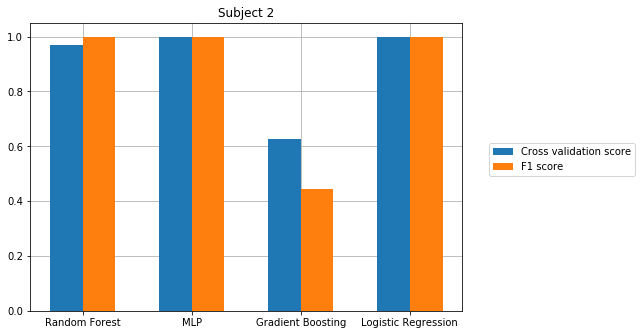 Subject 2
1.0
0.8
0.6
0.4
0.2
0.0
Random Forest
MLP
Gradient Boosting
Logistic Regression
Cross validation score
F1 score